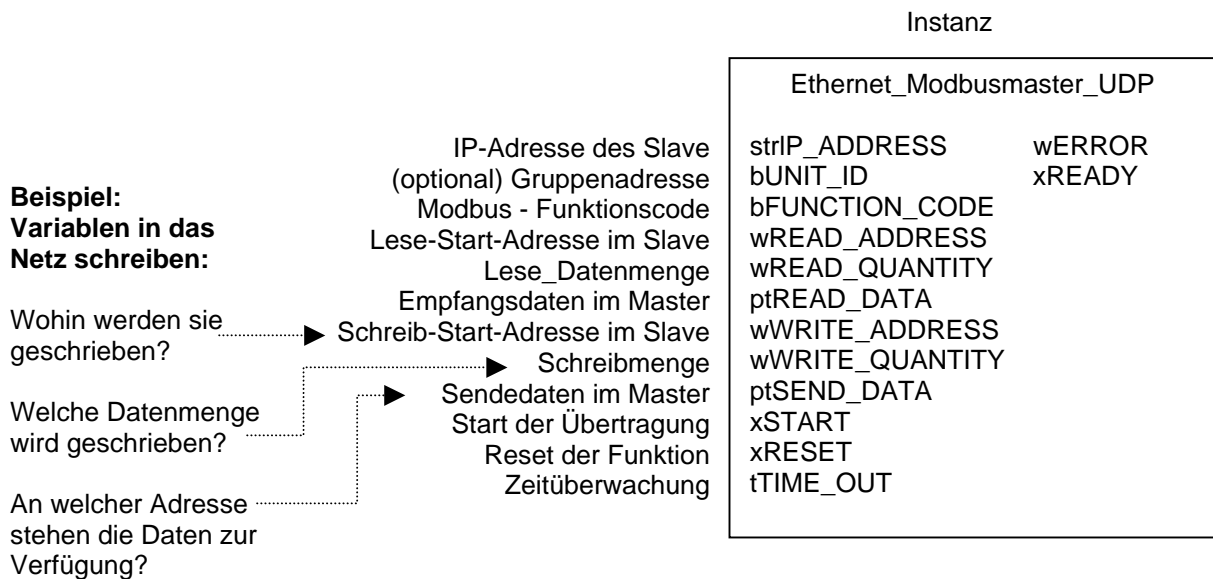 Instanz
Ethernet_Modbusmaster_UDP
IP-Adresse des Slave strIP_ADDRESS wERROR
(optional) Gruppenadresse bUNIT_ID xREADY
Modbus - Funktionscode bFUNCTION_CODE
Lese-Start-Adresse im Slave wREAD_ADDRESS
Lese_Datenmenge wREAD_QUANTITY
Empfangsdaten im Master ptREAD_DATA
Schreib-Start-Adresse im Slave wWRITE_ADDRESS
Schreibmenge wWRITE_QUANTITY
Sendedaten im Master ptSEND_DATA
Start der Übertragung xSTART
Reset der Funktion xRESET
Zeitüberwachung tTIME_OUT
Beispiel:
Variablen in das
Netz schreiben:
Wohin werden sie
geschrieben?
Welche Datenmenge
wird geschrieben?
An welcher Adresse
stehen die Daten zur
Verfügung?